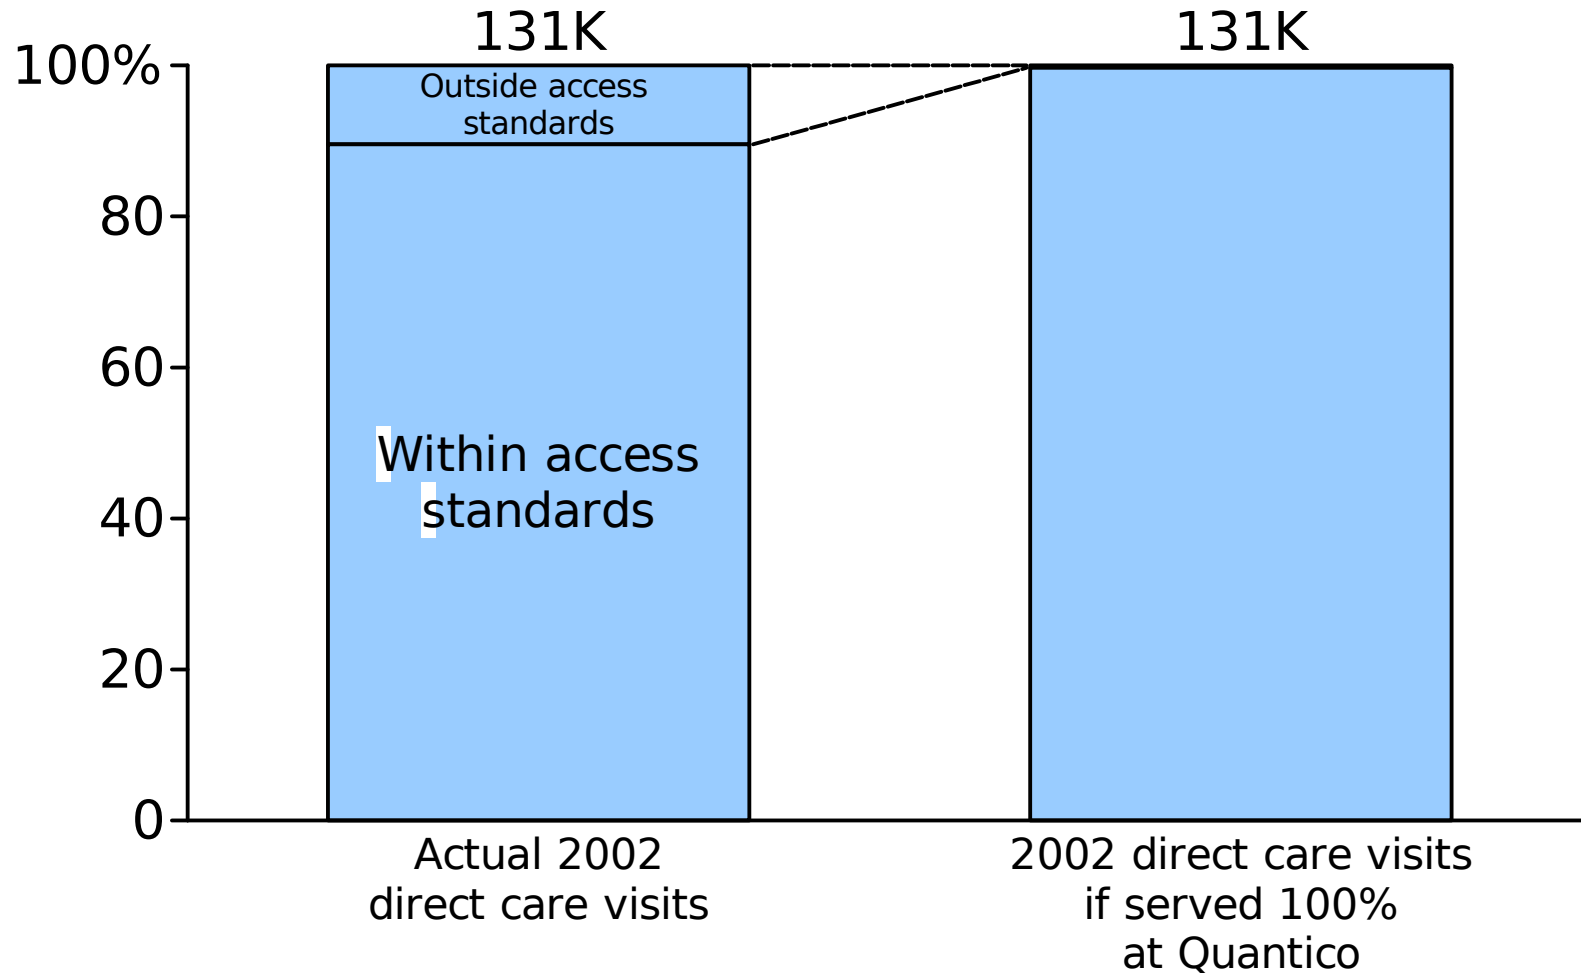 131K
131K
100%
80
60
40
20
0
Outside access
standards
Within access
standards
Actual 2002
direct care visits
2002 direct care visits
if served 100%
at Quantico